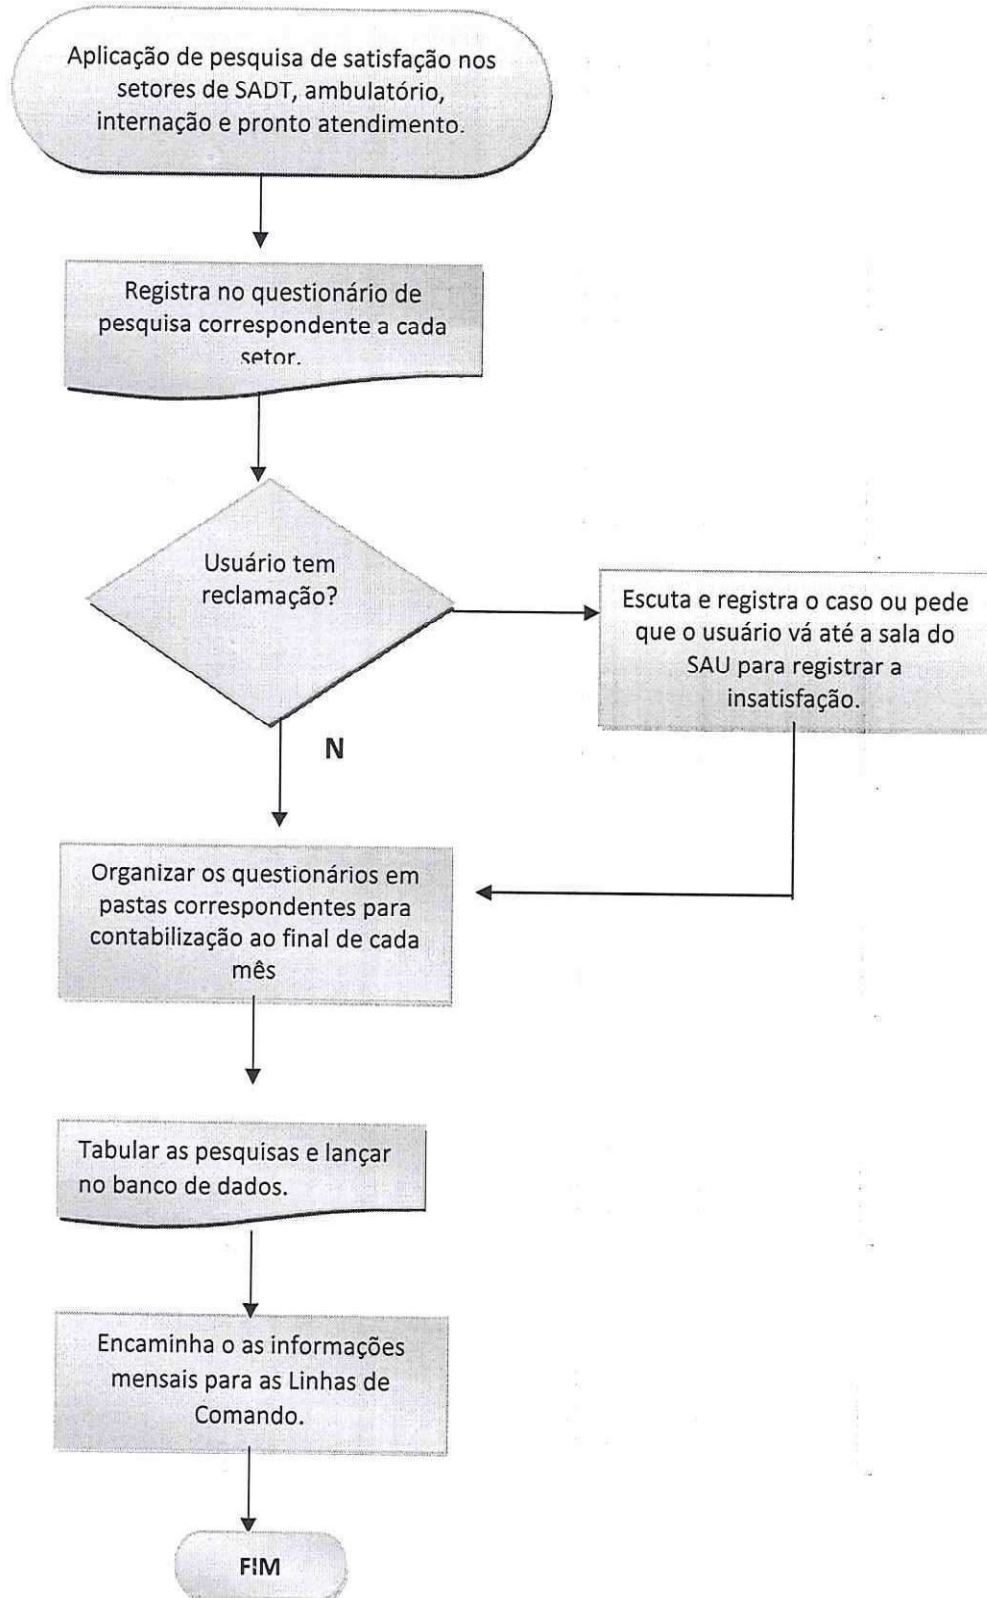 Aplicação de pesquisa de satisfação nos
setores de SADT, ambulatório,
internação e pronto atendimento.
Registra no questionário de
pesquisa correspondente a cada
setor.
Usuário tem
reclamação?
Escuta e registra o caso ou pede
que o usuário vá até a sala do
SAU para registrar a
insatisfação.
N
Organizar os questionários em
pastas correspondentes para
contabilização ao final de cada
mês
Tabular as pesquisas e lançar
no banco de dados.
Encaminha o as informações
mensais para as Linhas de
Comando.
FIM